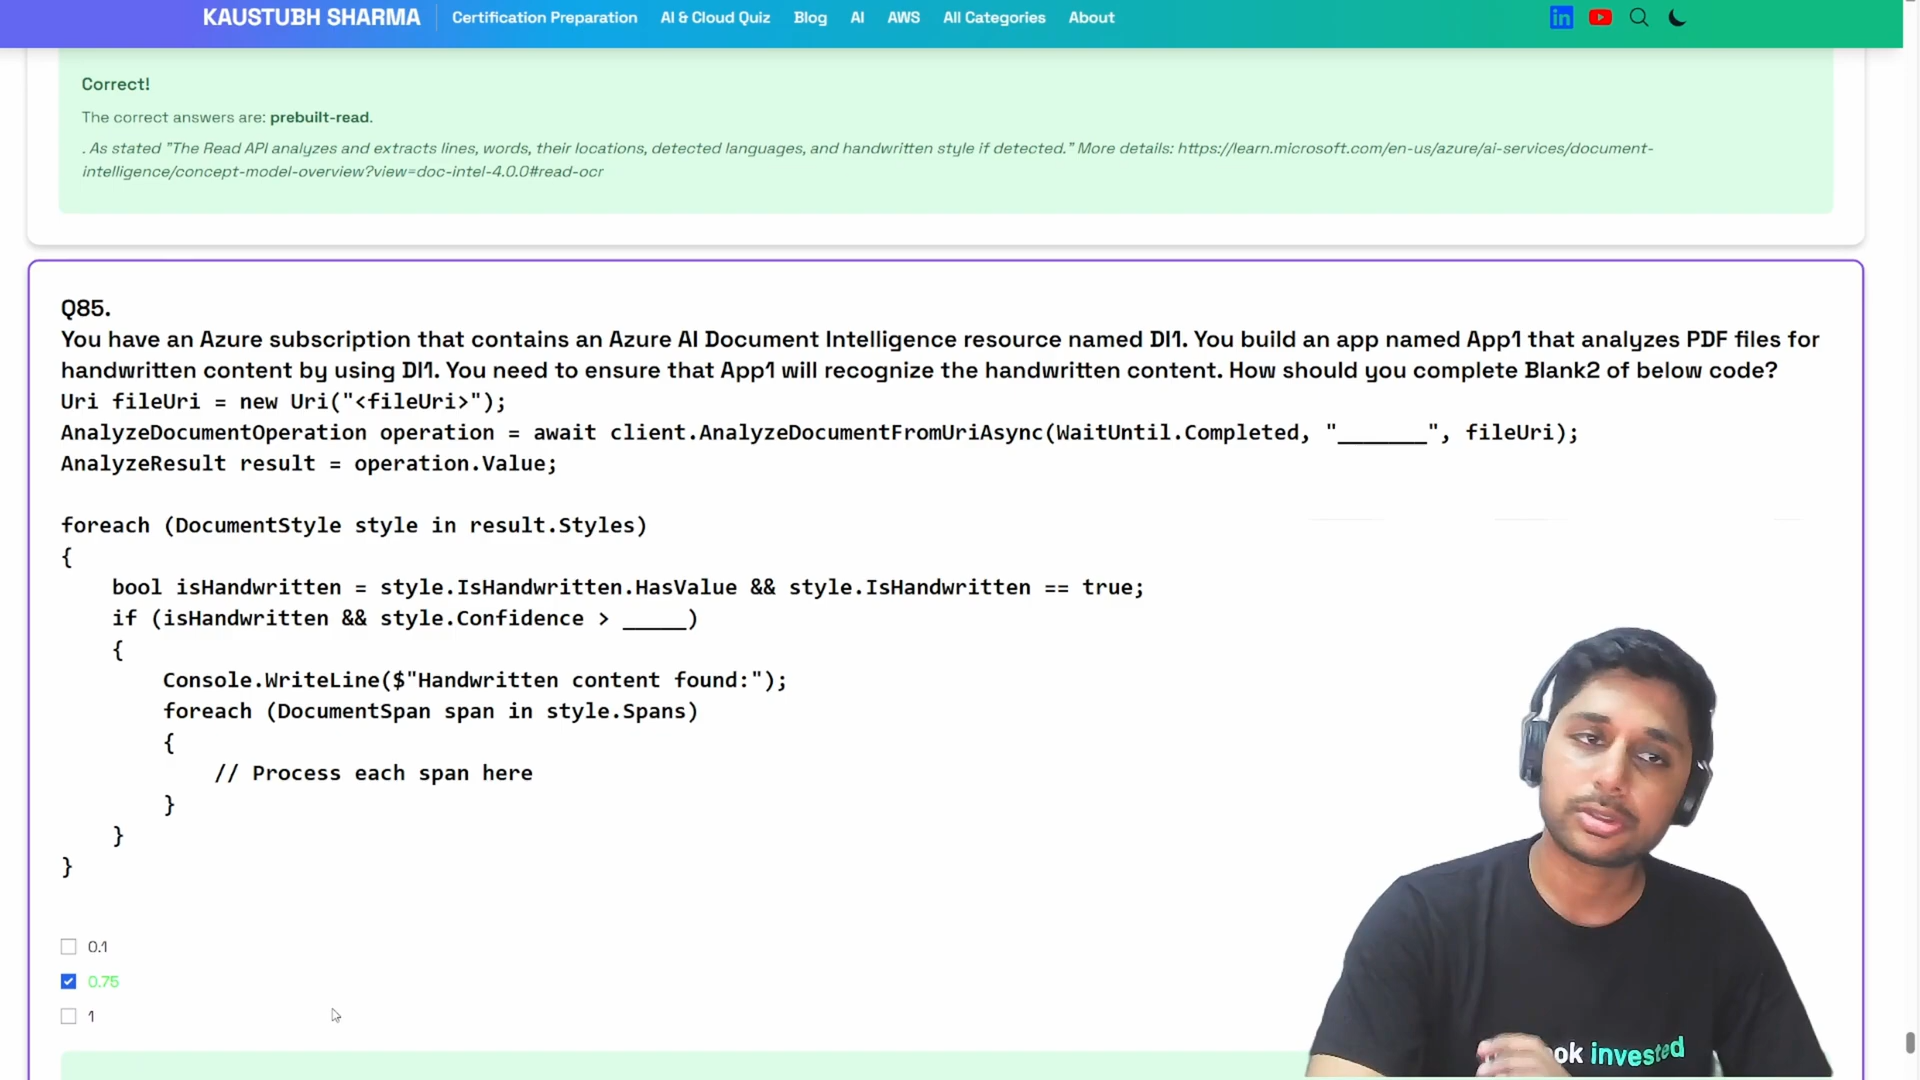 KAUSTUBH SHARMA
Certification Preparation
AI & Cloud Quiz
Blog
AI
AWS
All Categories
About
in
Correct!
The correct answers are: prebuilt-read.
. As stated "The Read API analyzes and extracts lines, words, their locations, detected languages, and handwritten style if detected." More details: https://learn.microsoft.com/en-us/azure/ai-services/document-
intelligence/concept-model-overview?view=doc-intel-4.0.0#read-ocr
Q85.
You have an Azure subscription that contains an Azure AI Document Intelligence resource named DI1. You build an app named App1 that analyzes PDF files for
handwritten content by using DI1. You need to ensure that App1 will recognize the handwritten content. How should you complete Blank2 of below code?
Uri fileUri = new Uri("<fileUri>");
AnalyzeDocumentOperation operation = await client.AnalyzeDocumentFromUriAsync(WaitUntil.Completed, "_______", fileUri);
AnalyzeResult result = operation.Value;
foreach (DocumentStyle style in result.Styles)
{
bool isHandwritten = style.IsHandwritten.HasValue && style.IsHandwritten == true;
if (isHandwritten && style.Confidence > _____)
{
Console.WriteLine($"Handwritten content found:");
foreach (DocumentSpan span in style.Spans)
{
// Process each span here
}
}
}
0.1
0.75
1
ok invested